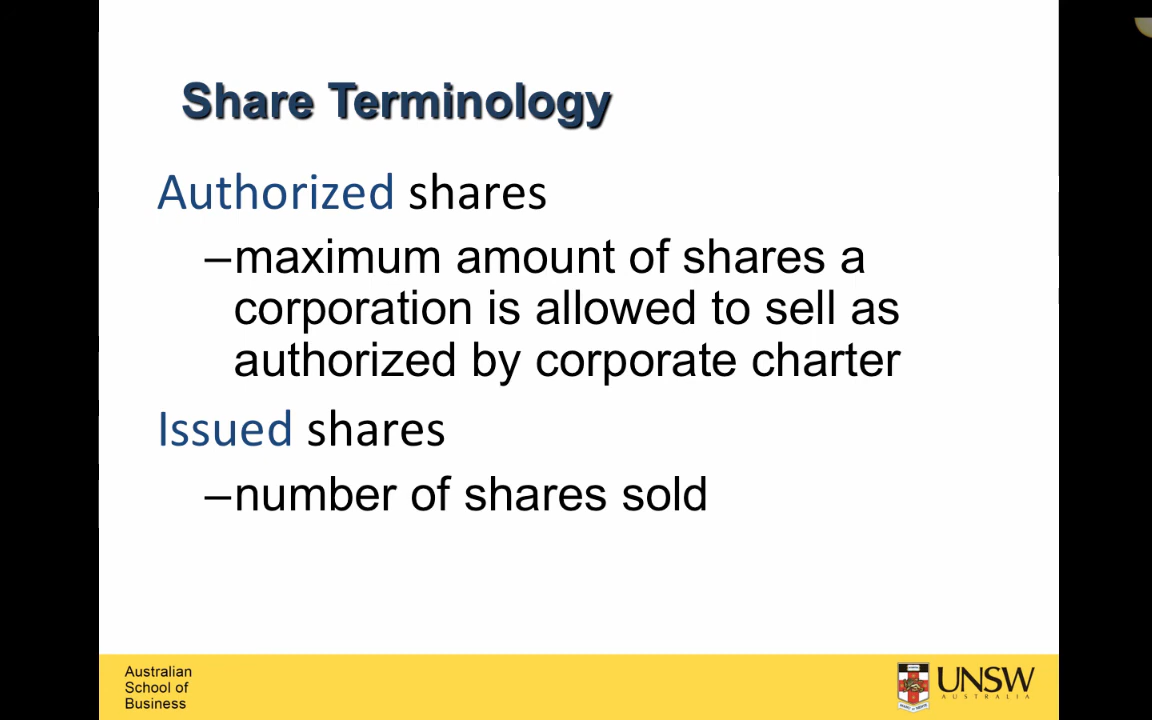 Share Terminology
Authorized shares
–maximum amount of shares a
corporation is allowed to sell as
authorized by corporate charter
Issued shares
–number of shares sold
Australian
School of
Business
UNSW
AUSTRALIA